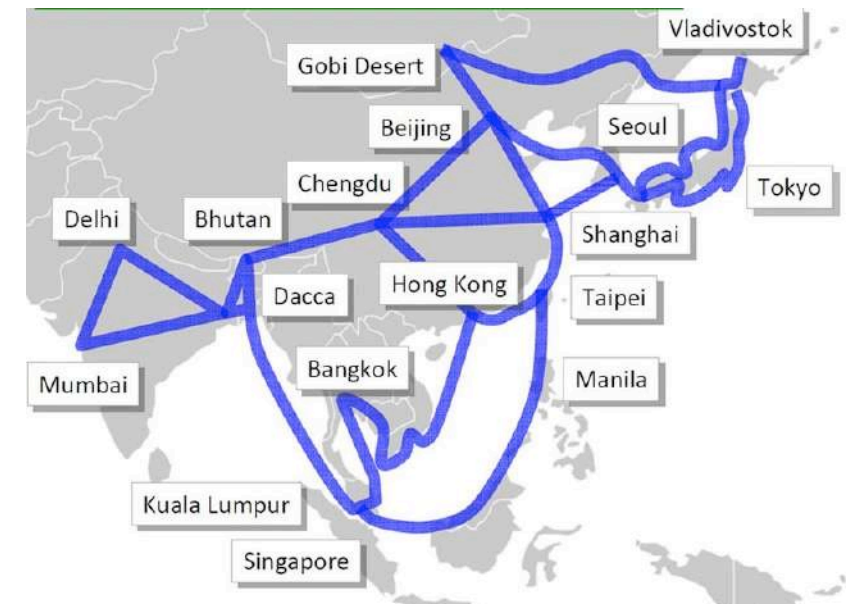 Vladivostok
Gobi Desert
Beijing
Seoul
Chengdu
Tokyo
Delhi
Bhutan
Shanghai
Dacca
Hong Kong
Taipei
Bangkok
Manila
Mumbai
Kuala Lumpur
Singapore